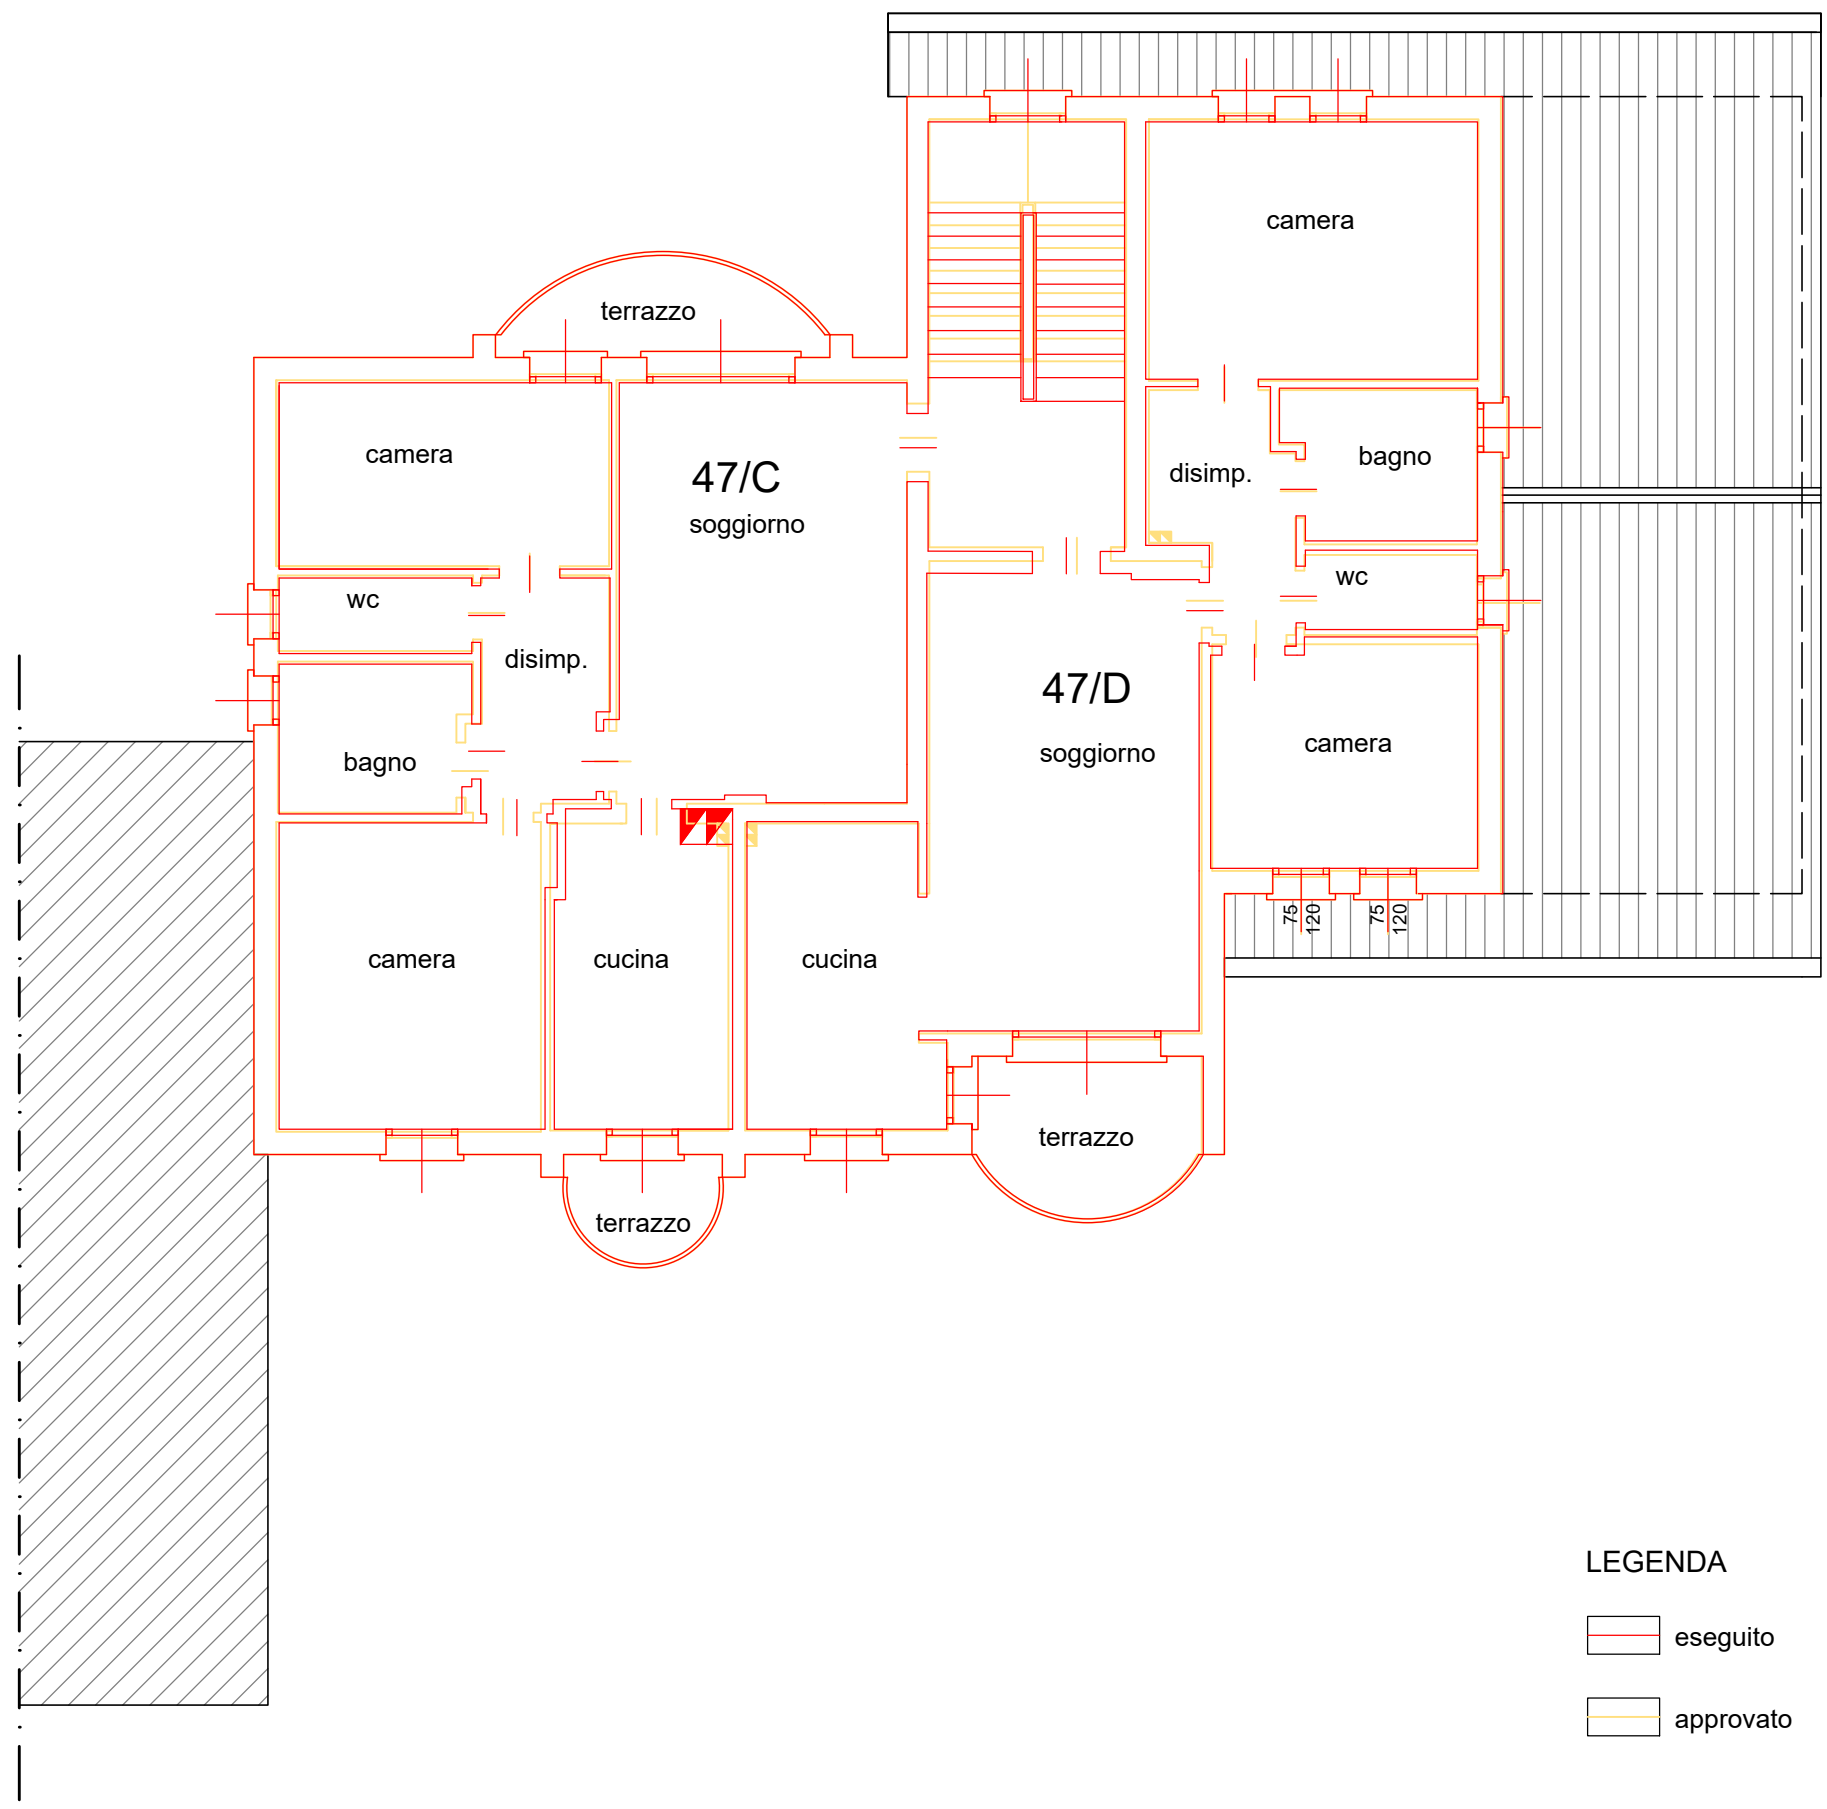 camera
terrazzo
camera
47/C
soggiorno
disimp.
bagno
wc
wc
disimp.
47/D
soggiorno
camera
bagno
camera
cucina
cucina
75
120
75
120
terrazzo
terrazzo
LEGENDA
eseguito
approvato